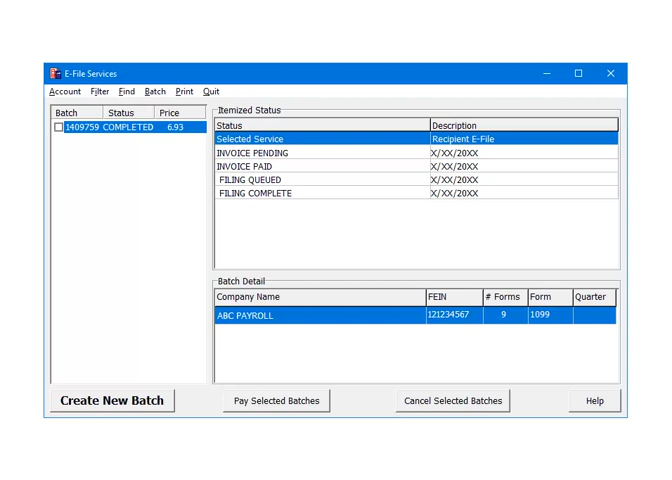 E-File Services
Account Filter Find Batch Print Quit
Batch Status Price
1409759 COMPLETED 6.93
Itemized Status
Status Description
Selected Service Recipient E-File
INVOICE PENDING X/XX/20XX
INVOICE PAID X/XX/20XX
FILING QUEUED X/XX/20XX
FILING COMPLETE X/XX/20XX
Batch Detail
Company Name FEIN # Forms Form Quarter
ABC PAYROLL 121234567 9 1099
Create New Batch Pay Selected Batches Cancel Selected Batches Help